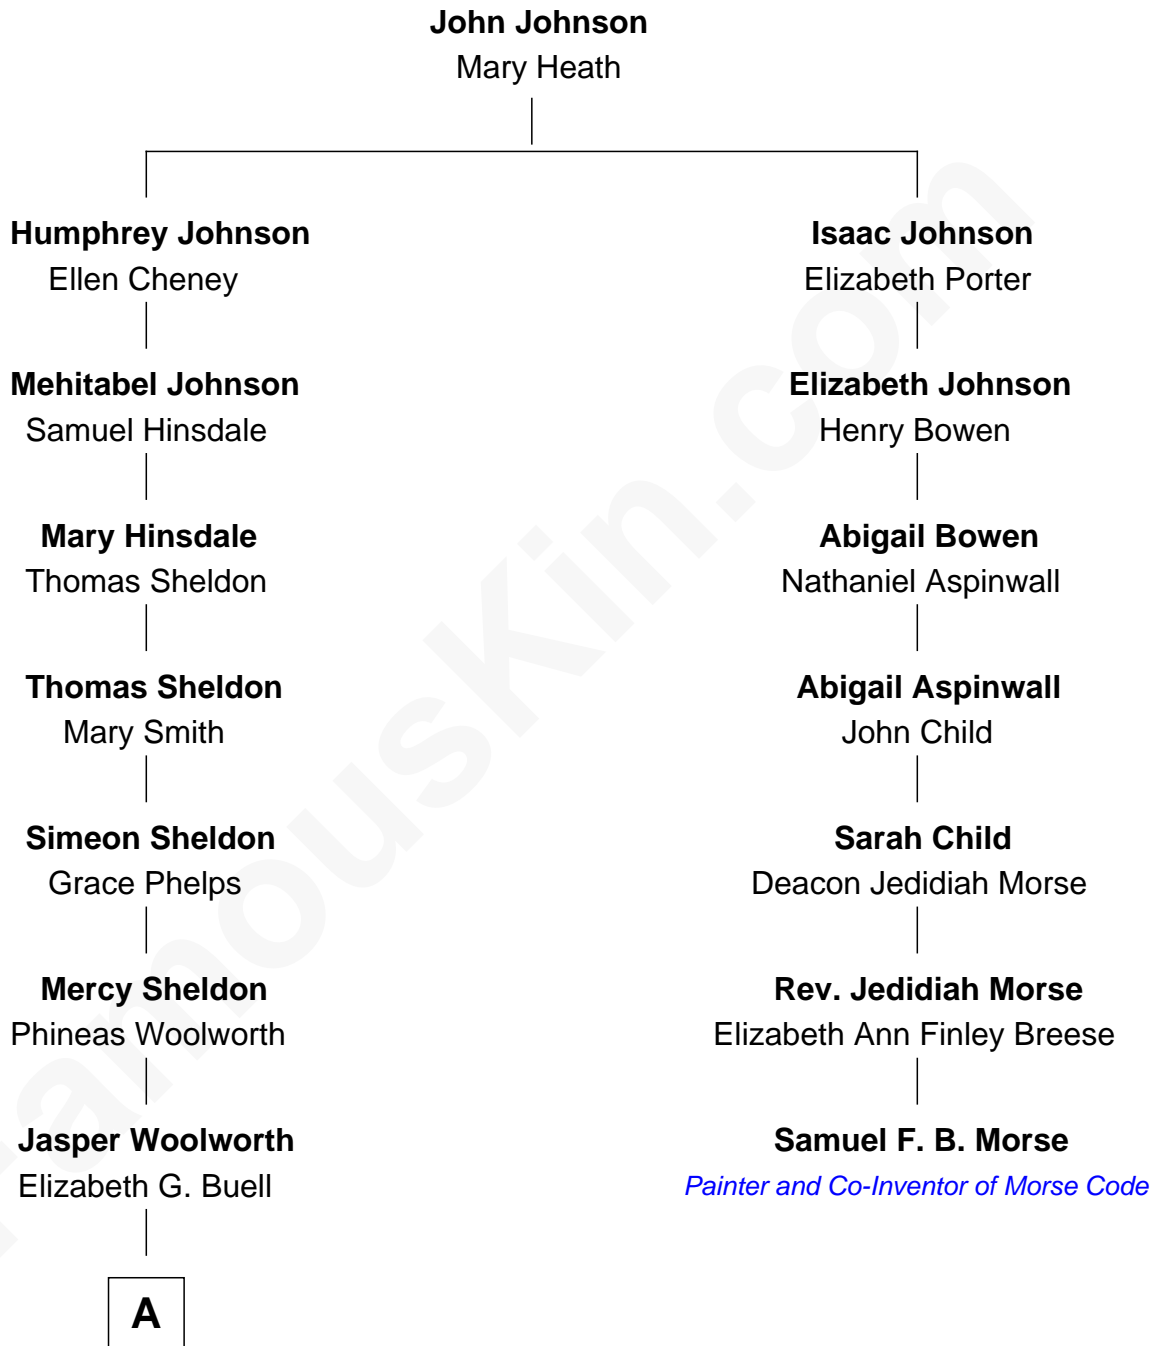 John Johnson
Mary Heath
Humphrey Johnson
Ellen Cheney
Isaac Johnson
Elizabeth Porter
Mehitabel Johnson
Samuel Hinsdale
Elizabeth Johnson
Henry Bowen
Mary Hinsdale
Thomas Sheldon
Abigail Bowen
Nathaniel Aspinwall
Thomas Sheldon
Mary Smith
Abigail Aspinwall
John Child
Simeon Sheldon
Grace Phelps
Sarah Child
Deacon Jedidiah Morse
Mercy Sheldon
Phineas Woolworth
Rev. Jedidiah Morse
Elizabeth Ann Finley Breese
Jasper Woolworth
Elizabeth G. Buell
Samuel F. B. Morse
Painter and Co-Inventor of Morse Code
A
FamousKin.com